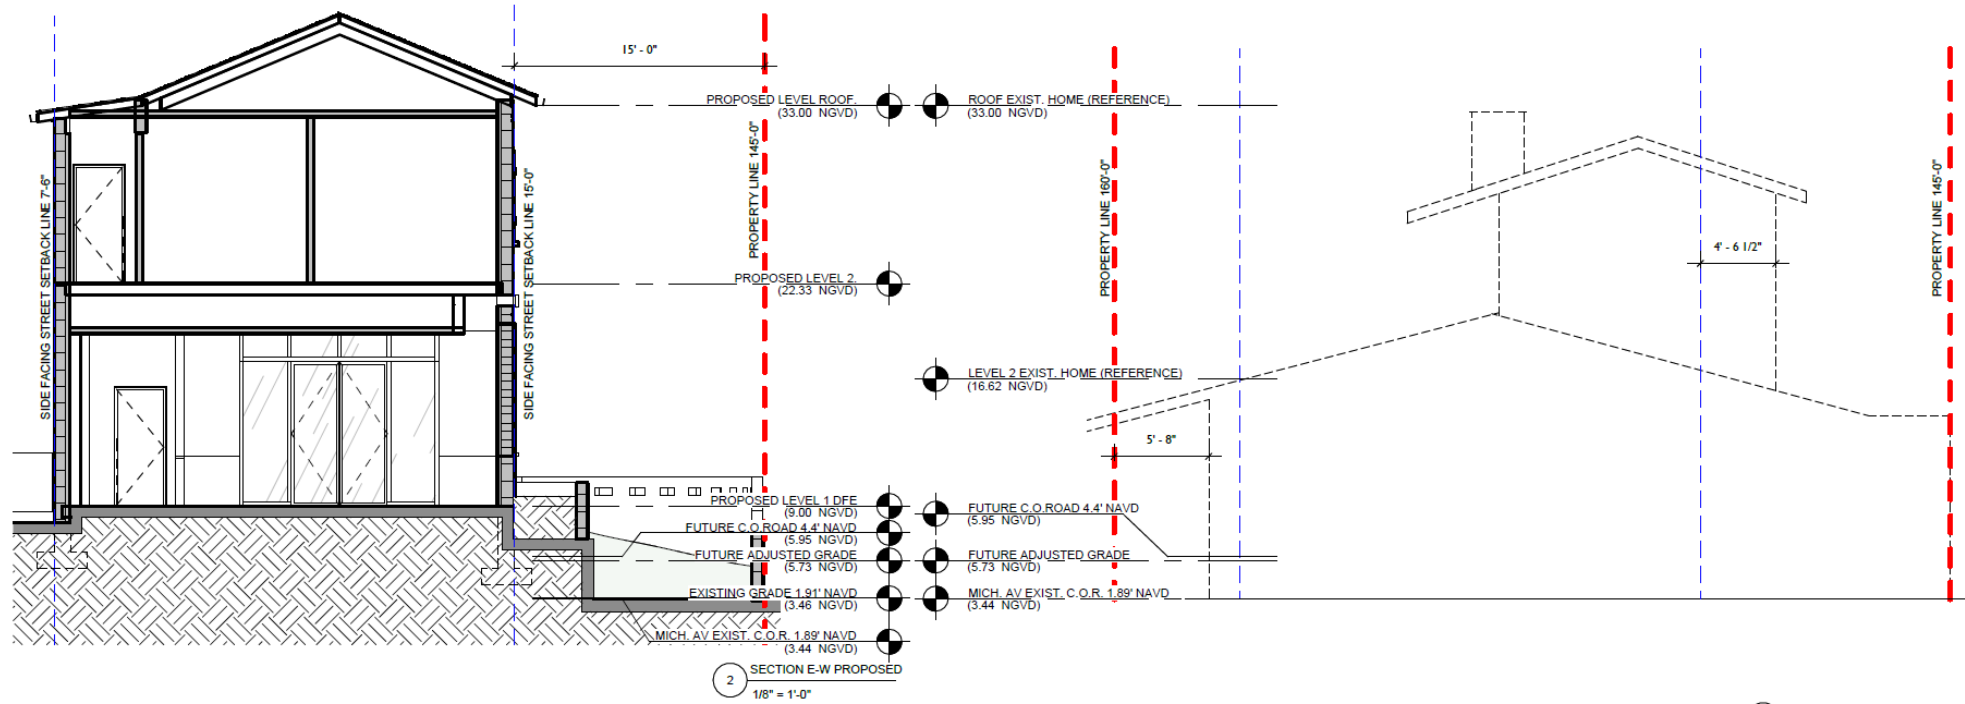 15' - 0"
PROPOSED LEVEL ROOF.
(33.00 NGVD)
ROOF EXIST. HOME (REFERENCE)
(33.00 NGVD)
SIDE FACING STREET SETBACK LINE 7'-6"
SIDE FACING STREET SETBACK LINE 15'-0"
PROPERTY LINE 145'-0"
PROPERTY LINE 160'-0"
PROPERTY LINE 145'-0"
4' - 6 1/2"
PROPOSED LEVEL 2.
(22.33 NGVD)
LEVEL 2 EXIST. HOME (REFERENCE)
(16.62 NGVD)
5' - 8"
PROPOSED LEVEL 1 DFE
(9.00 NGVD)
FUTURE C.O.ROAD 4.4' NAVD
(5.95 NGVD)
FUTURE ADJUSTED GRADE
(5.73 NGVD)
EXISTING GRADE 1.91' NAVD
(3.46 NGVD)
MICH. AV EXIST. C.O.R. 1.89' NAVD
(3.44 NGVD)
FUTURE C.O.ROAD 4.4' NAVD
(5.95 NGVD)
FUTURE ADJUSTED GRADE
(5.73 NGVD)
MICH. AV EXIST. C.O.R. 1.89' NAVD
(3.44 NGVD)
2
SECTION E-W PROPOSED
1/8" = 1'-0"